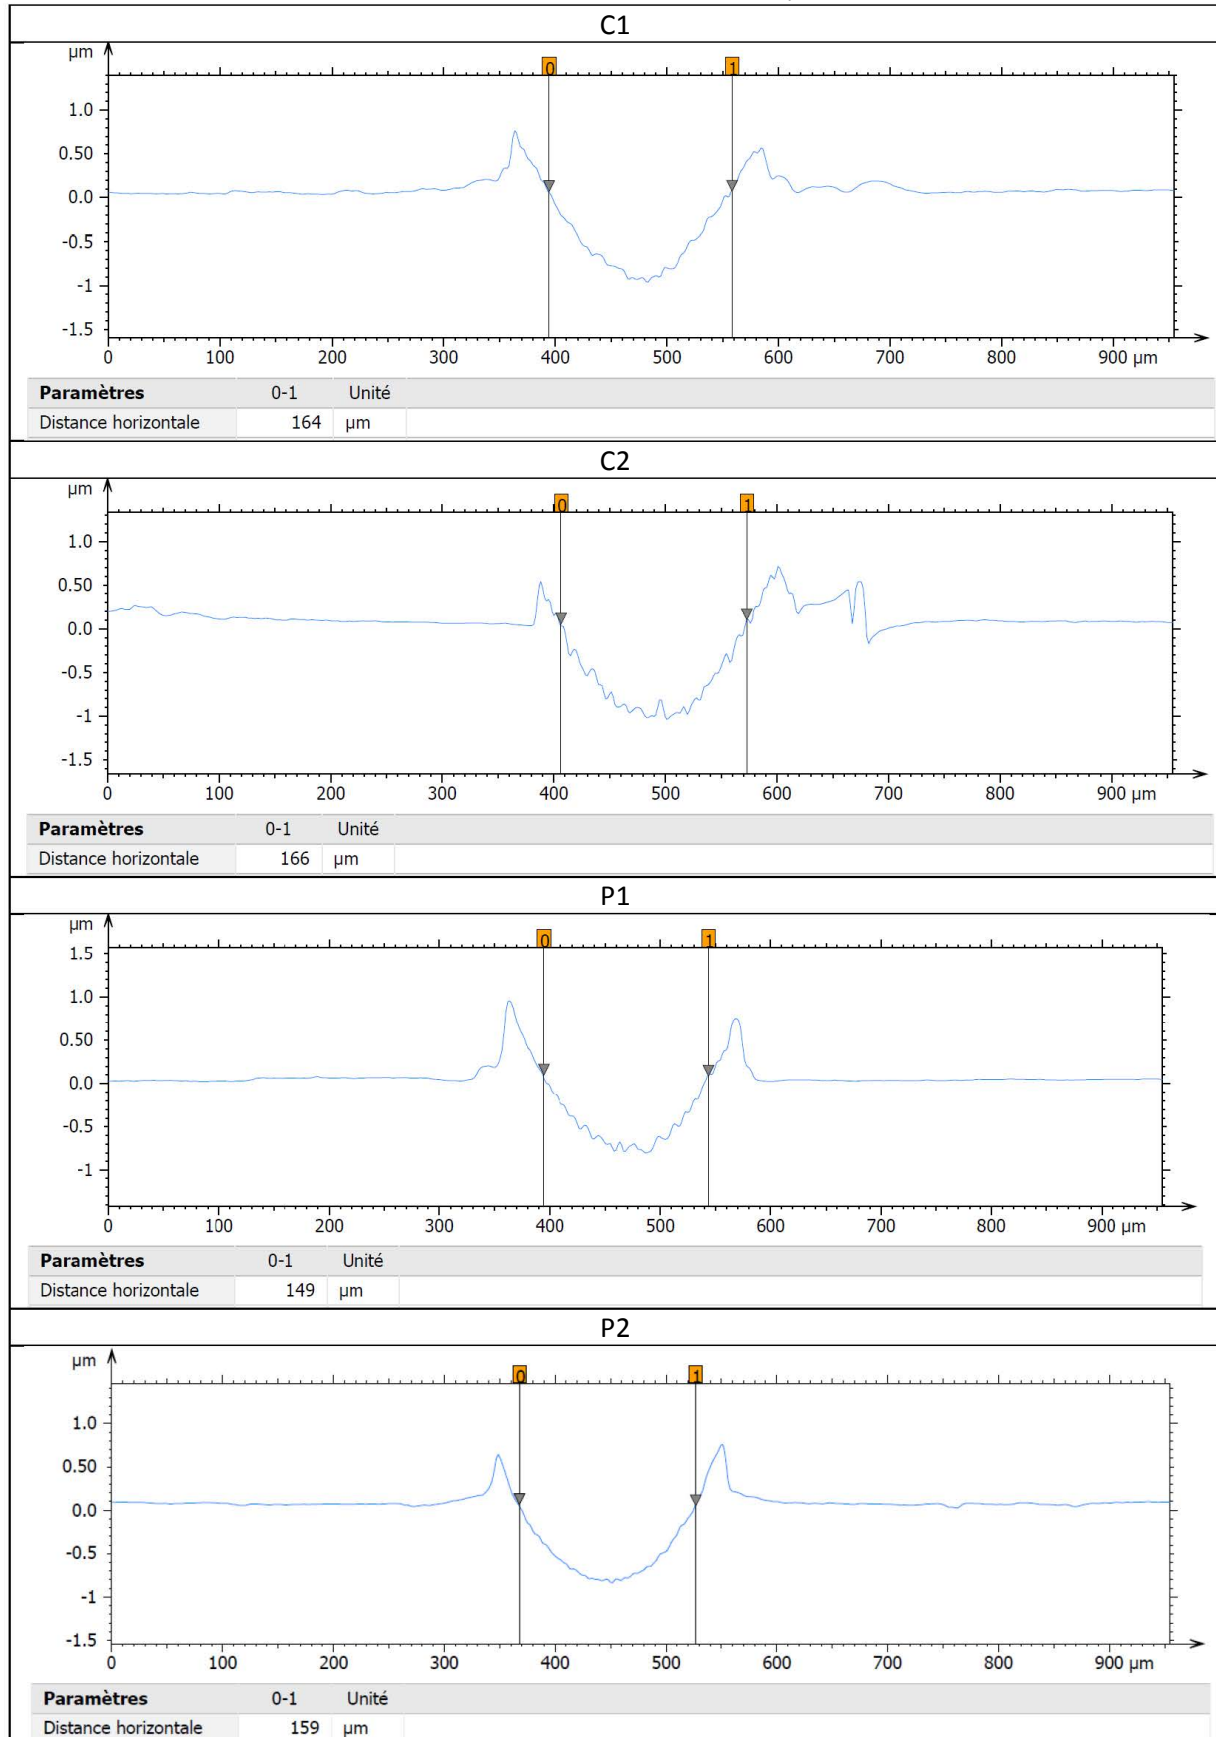 C1
µm
0 1
1.0
0.50
0.0
-0.5
-1
-1.5
0 100 200 300 400 500 600 700 800 900 µm
Paramètres 0-1 Unité
Distance horizontale 164 µm
C2
µm
0 1
1.0
0.50
0.0
-0.5
-1
-1.5
0 100 200 300 400 500 600 700 800 900 µm
Paramètres 0-1 Unité
Distance horizontale 166 µm
P1
µm
0 1
1.5
1.0
0.50
0.0
-0.5
-1
0 100 200 300 400 500 600 700 800 900 µm
Paramètres 0-1 Unité
Distance horizontale 149 µm
P2
µm
0 1
1.0
0.50
0.0
-0.5
-1
-1.5
0 100 200 300 400 500 600 700 800 900 µm
Paramètres 0-1 Unité
Distance horizontale 159 µm